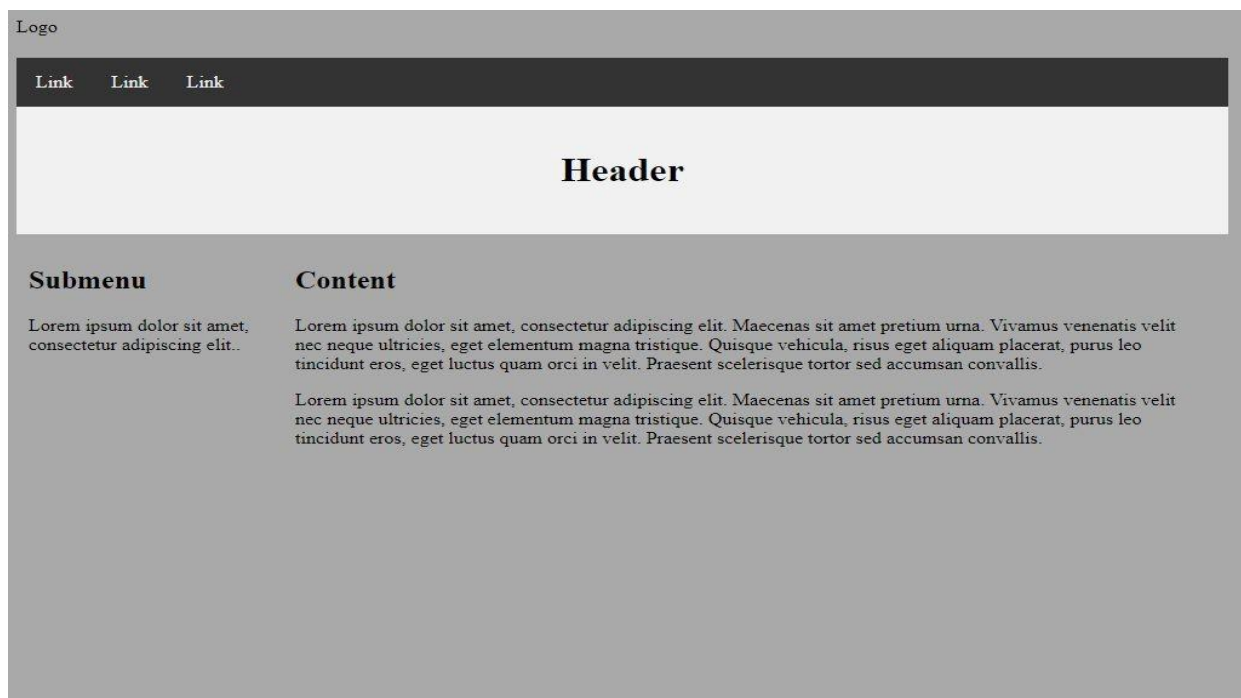 Logo
Link Link Link
Header
Submenu
Lorem ipsum dolor sit amet,
consectetur adipiscing elit..
Content
Lorem ipsum dolor sit amet, consectetur adipiscing elit. Maecenas sit amet pretium urna. Vivamus venenatis velit
nec neque ultricies, eget elementum magna tristique. Quisque vehicula, risus eget aliquam placerat, purus leo
tincidunt eros, eget luctus quam orci in velit. Praesent scelerisque tortor sed accumsan convallis.
Lorem ipsum dolor sit amet, consectetur adipiscing elit. Maecenas sit amet pretium urna. Vivamus venenatis velit
nec neque ultricies, eget elementum magna tristique. Quisque vehicula, risus eget aliquam placerat, purus leo
tincidunt eros, eget luctus quam orci in velit. Praesent scelerisque tortor sed accumsan convallis.